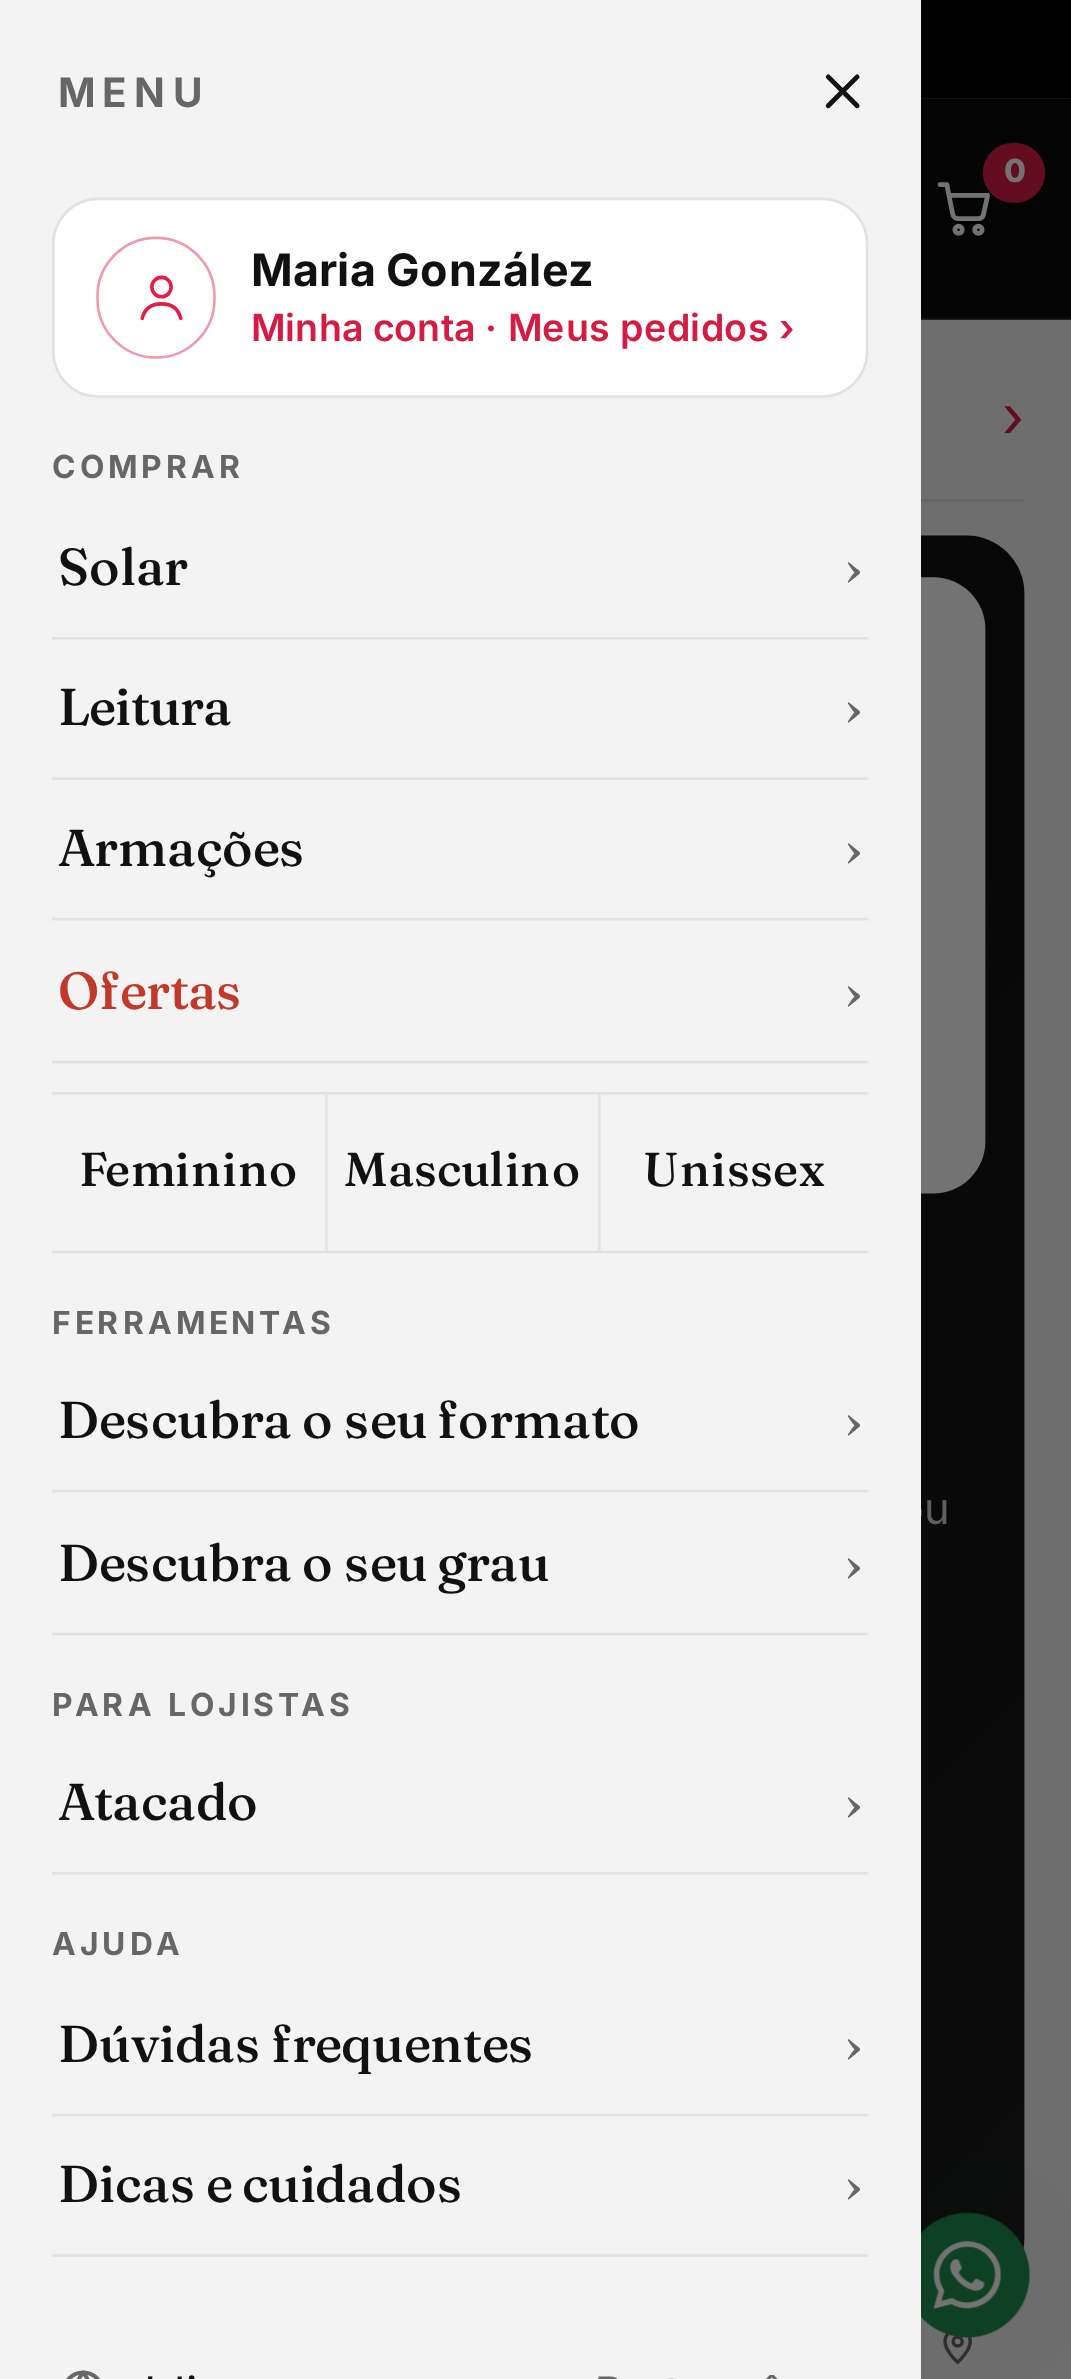 MENU
0
Maria González
Minha conta · Meus pedidos ›
COMPRAR
Solar
Leitura
Armações
Ofertas
Feminino Masculino Unissex
FERRAMENTAS
Descubra o seu formato
Descubra o seu grau
PARA LOJISTAS
Atacado
AJUDA
Dúvidas frequentes
Dicas e cuidados